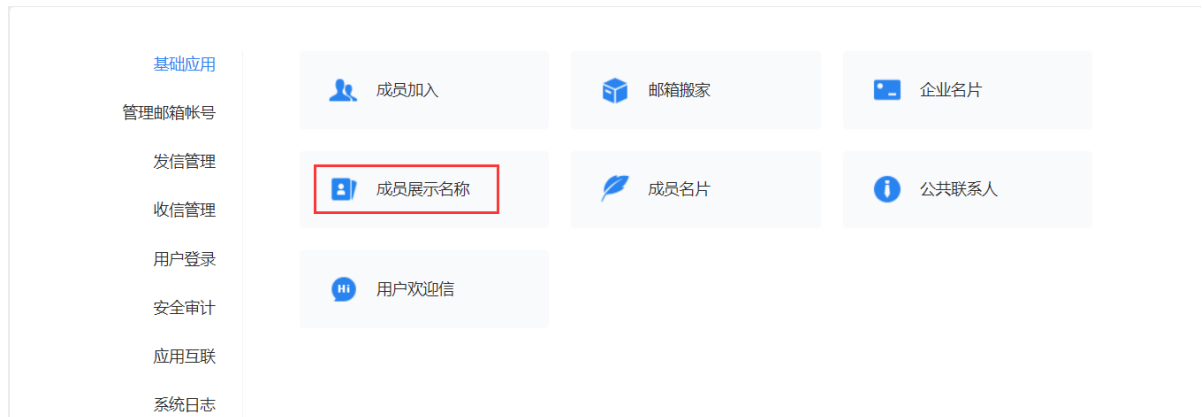 基础应用
管理邮箱帐号
发信管理
收信管理
用户登录
安全审计
应用互联
系统日志
成员加入
邮箱搬家
企业名片
成员展示名称
成员名片
公共联系人
Hi
用户欢迎信